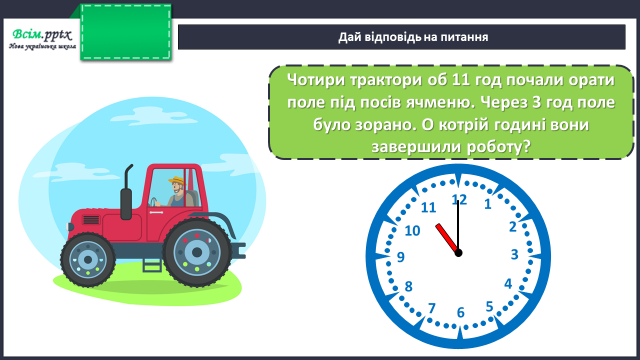 Всім.pptx
Нова українська школа
Дай відповідь на питання
Чотири трактори об 11 год почали орати
поле під посів ячменю. Через 3 год поле
було зорано. О котрій годині вони
завершили роботу?
12
11
1
10
2
9
3
8
4
7
5
6